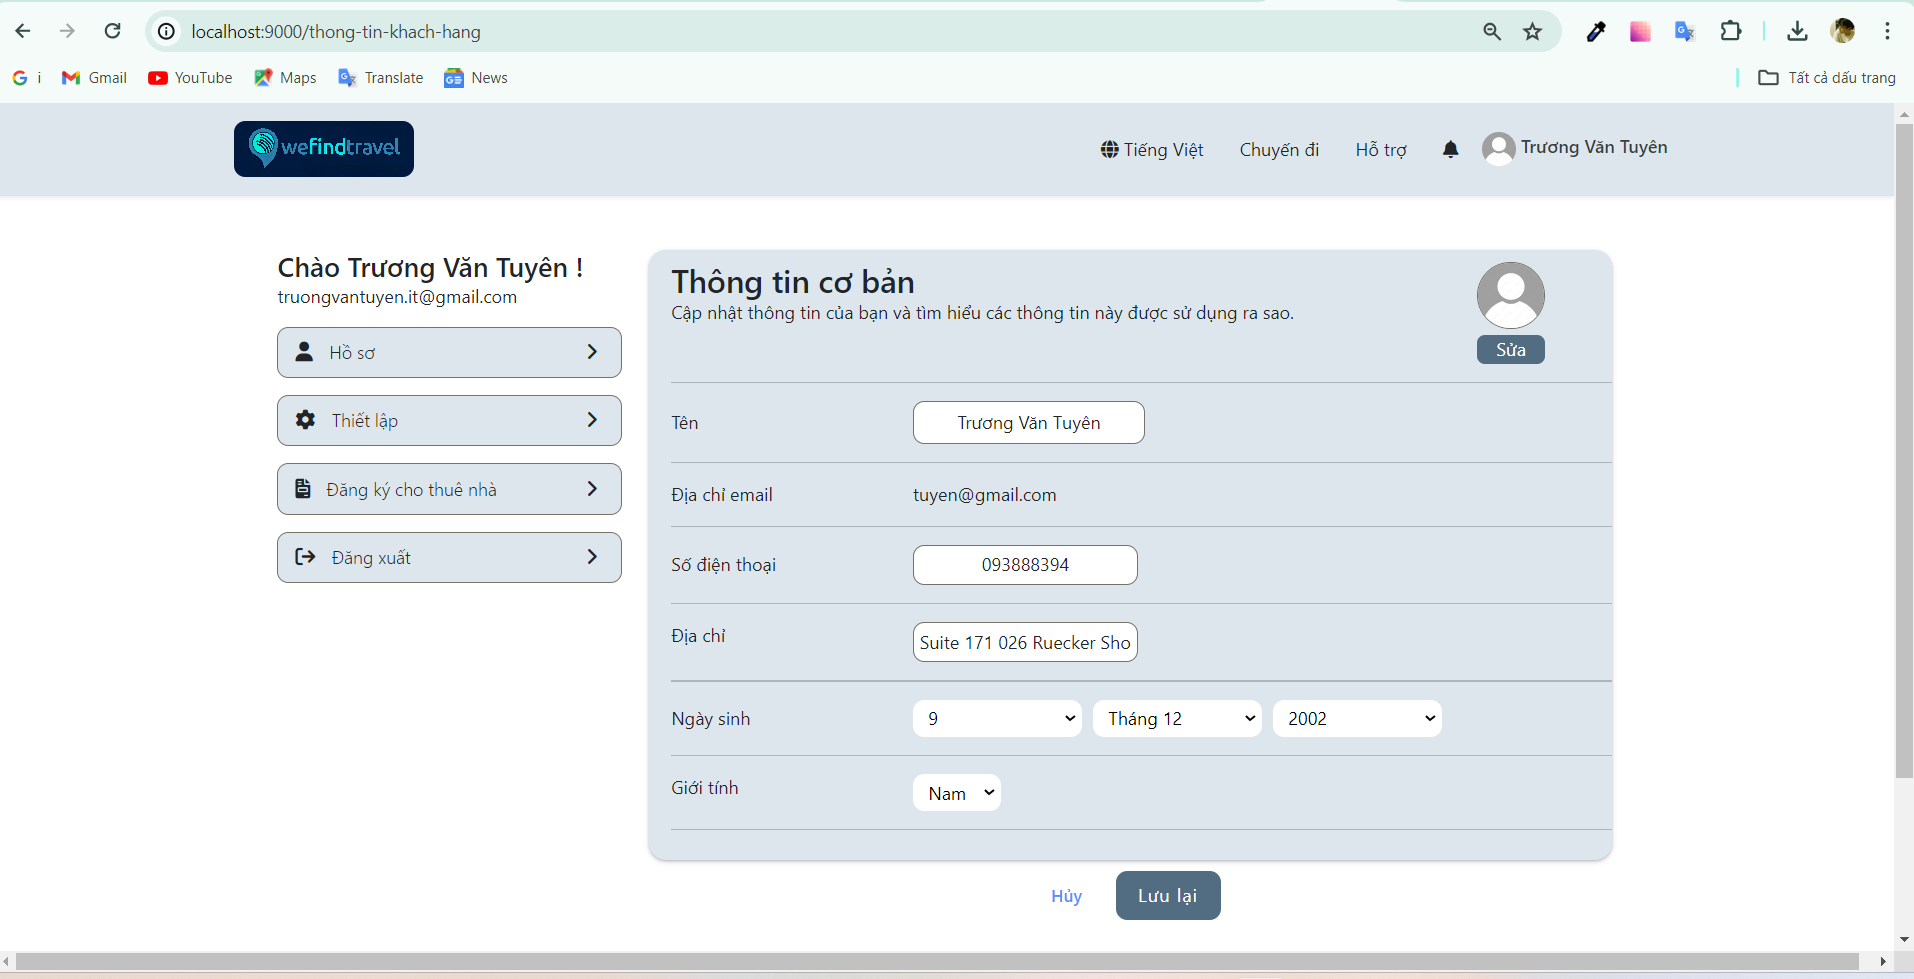 localhost:9000/thong-tin-khach-hang
i
Gmail
YouTube
Maps
Translate
News
Tất cả dấu trang
wefindtravel
Tiếng Việt
Chuyến đi
Hỗ trợ
Trương Văn Tuyên
Chào Trương Văn Tuyên !
truongvantuyen.it@gmail.com
Hồ sơ
Thiết lập
Đăng ký cho thuê nhà
Đăng xuất
Thông tin cơ bản
Cập nhật thông tin của bạn và tìm hiểu các thông tin này được sử dụng ra sao.
Sửa
Tên
Trương Văn Tuyên
Địa chỉ email
tuyen@gmail.com
Số điện thoại
093888394
Địa chỉ
Suite 171 026 Ruecker Sho
Ngày sinh
9
Tháng 12
2002
Giới tính
Nam
Hủy
Lưu lại